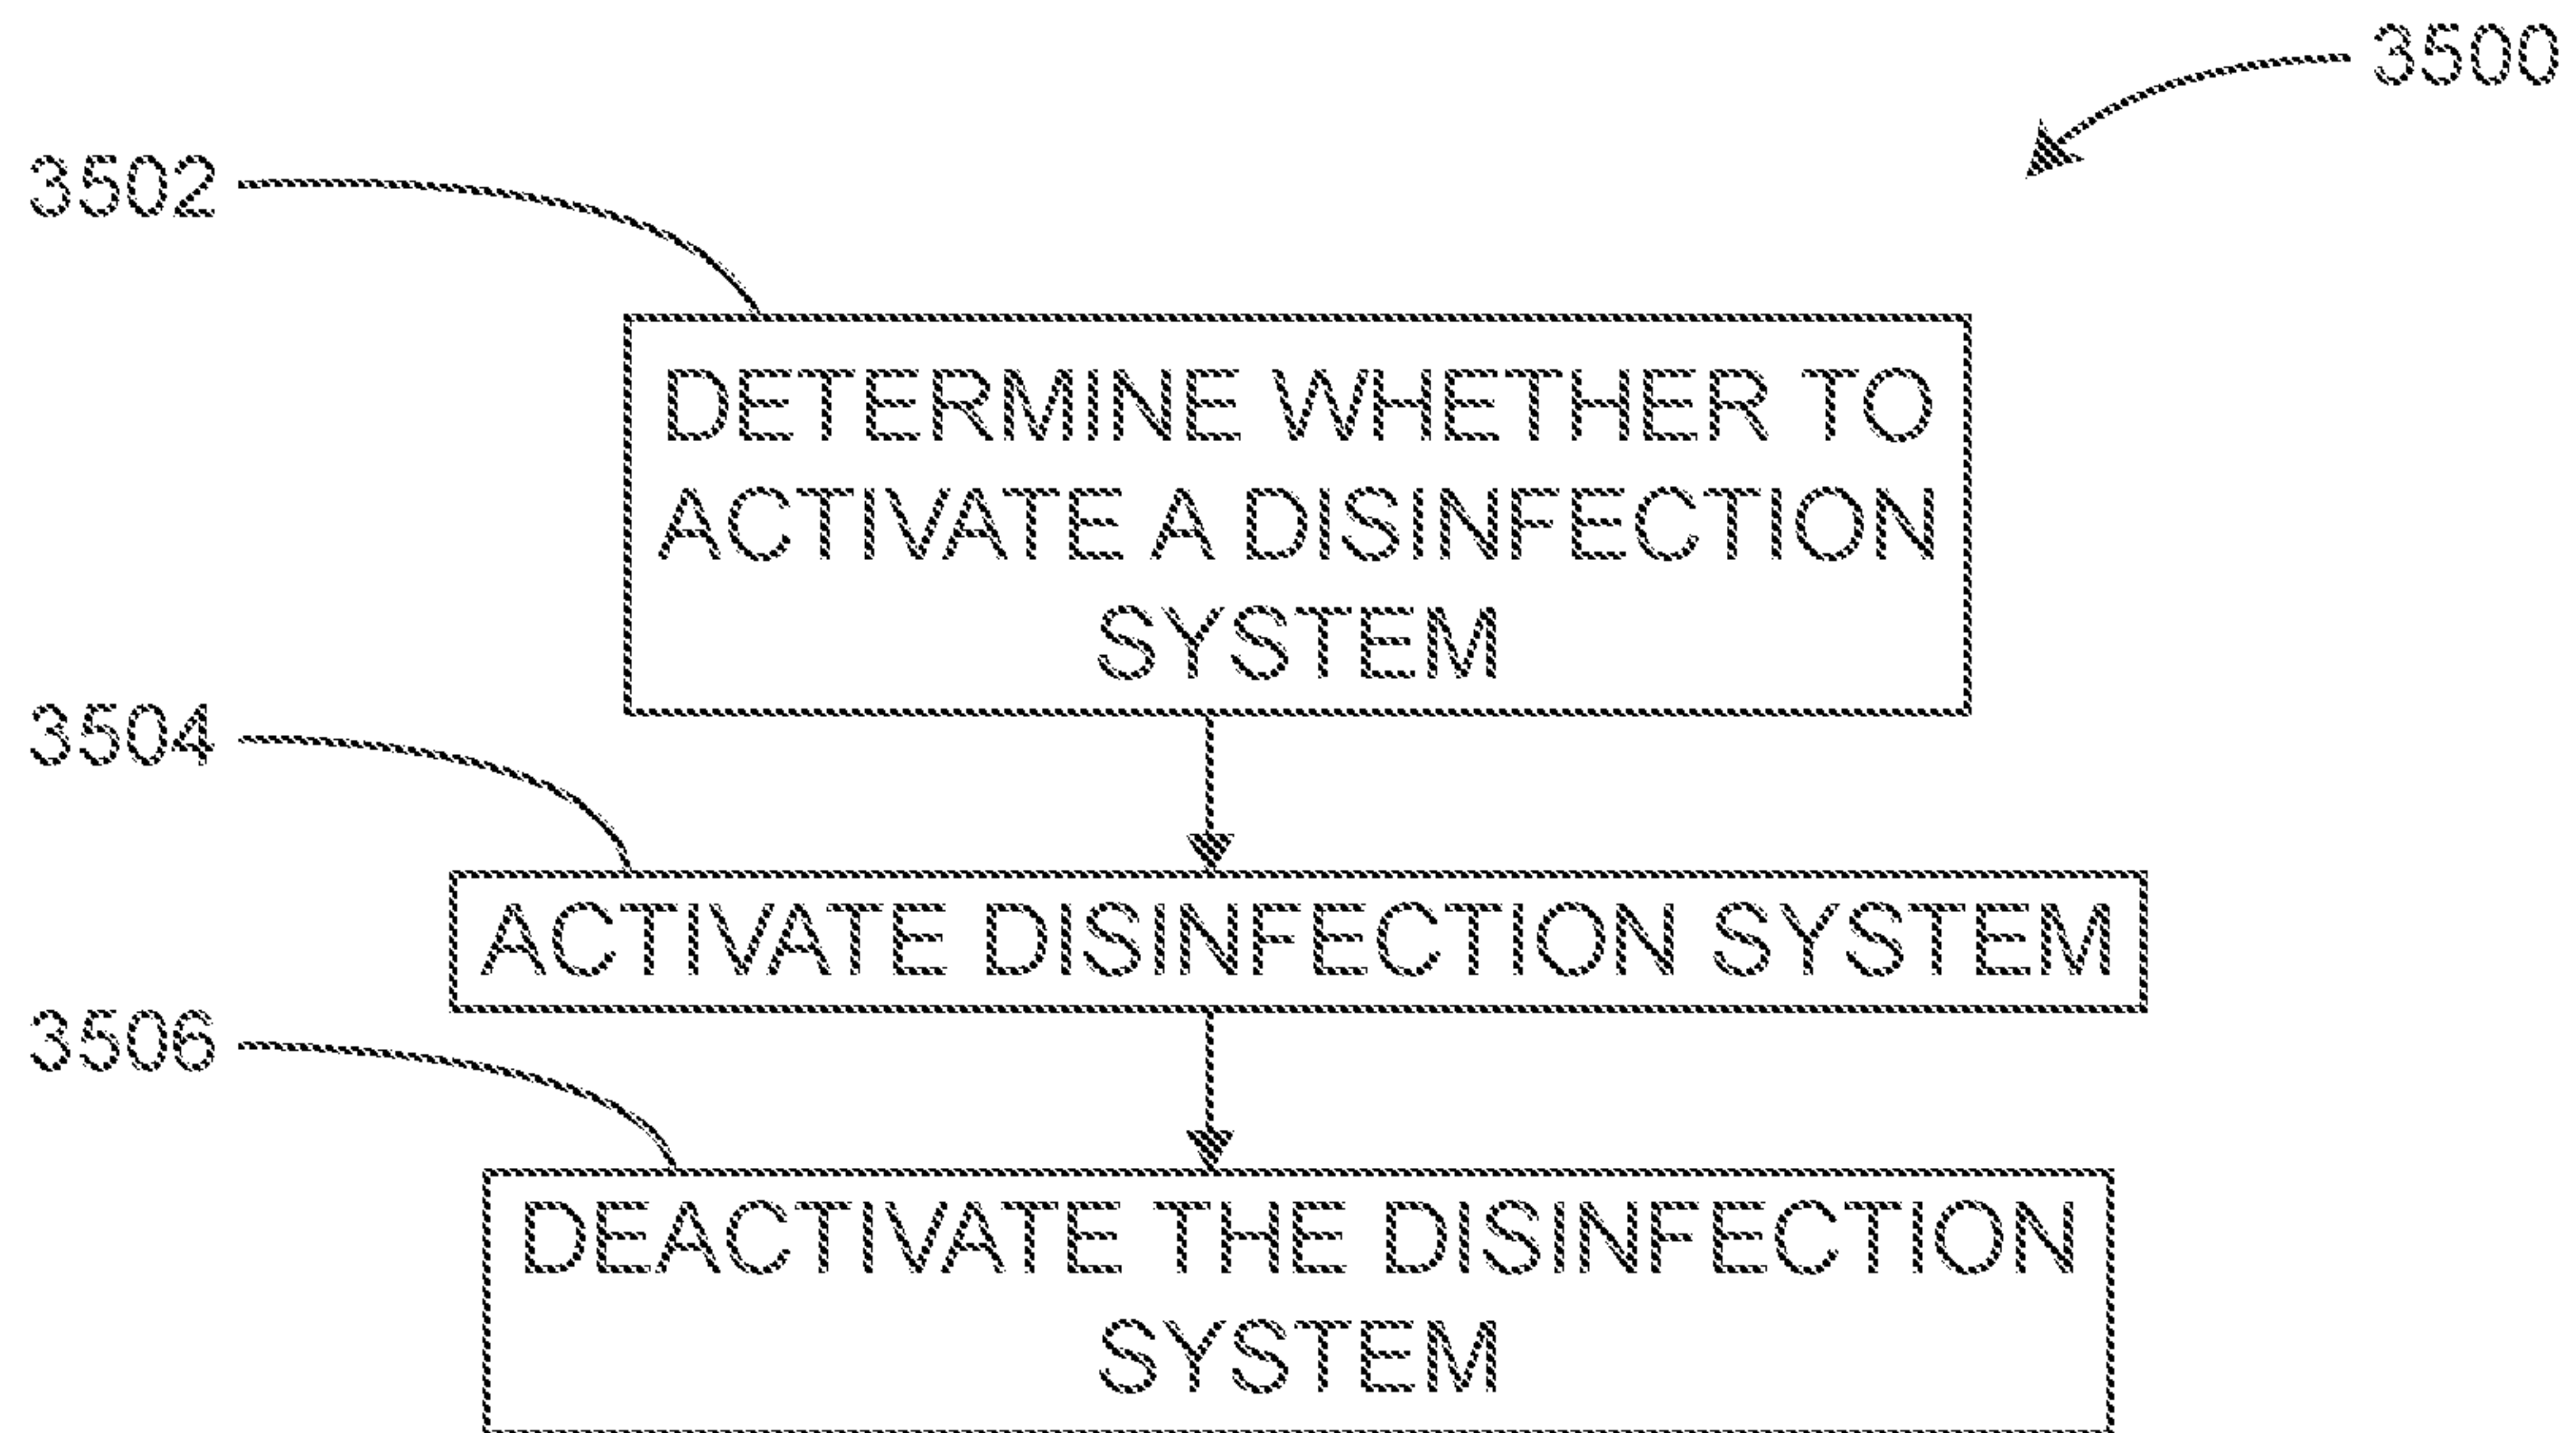 3500
3502
DETERMINE WHETHER TO
ACTIVATE A DISINFECTION
SYSTEM
3504
ACTIVATE DISINFECTION SYSTEM
3506
DEACTIVATE THE DISINFECTION
SYSTEM